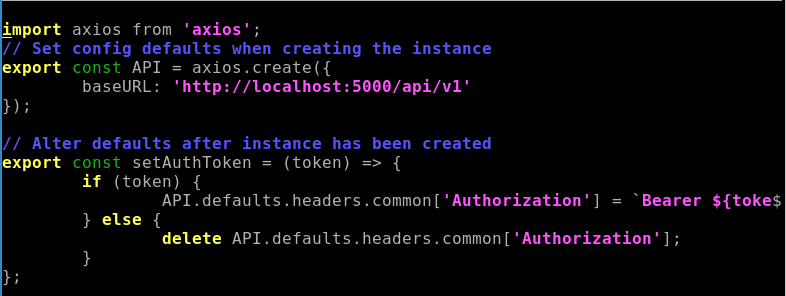 import axios from 'axios';
// Set config defaults when creating the instance
export const API = axios.create({
        baseURL: 'http://localhost:5000/api/v1'
});

// Alter defaults after instance has been created
export const setAuthToken = (token) => {
        if (token) {
                API.defaults.headers.common['Authorization'] = `Bearer ${toke$
        } else {
                delete API.defaults.headers.common['Authorization'];
        }
};